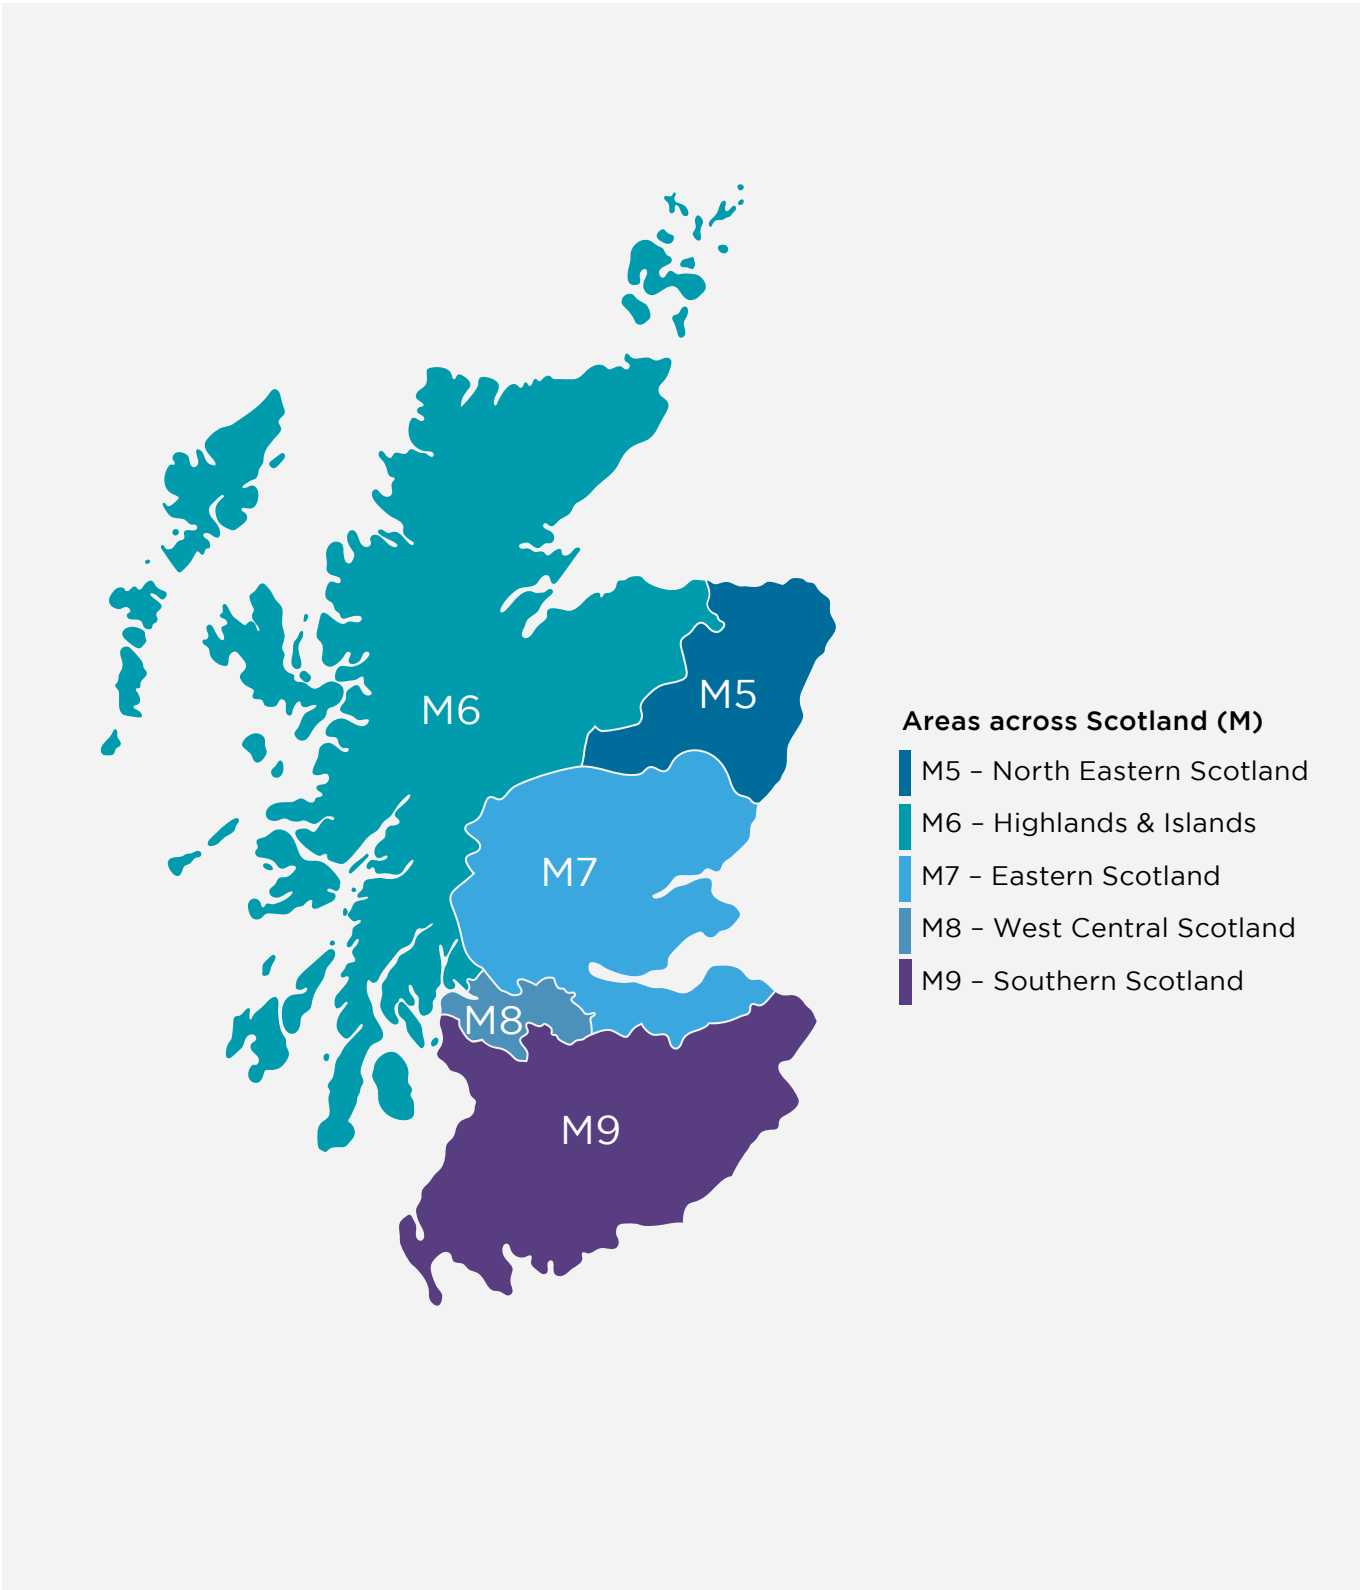 M6
M5
M7
M8
M9
Areas across Scotland (M)
M5 – North Eastern Scotland
M6 – Highlands & Islands
M7 – Eastern Scotland
M8 – West Central Scotland
M9 – Southern Scotland